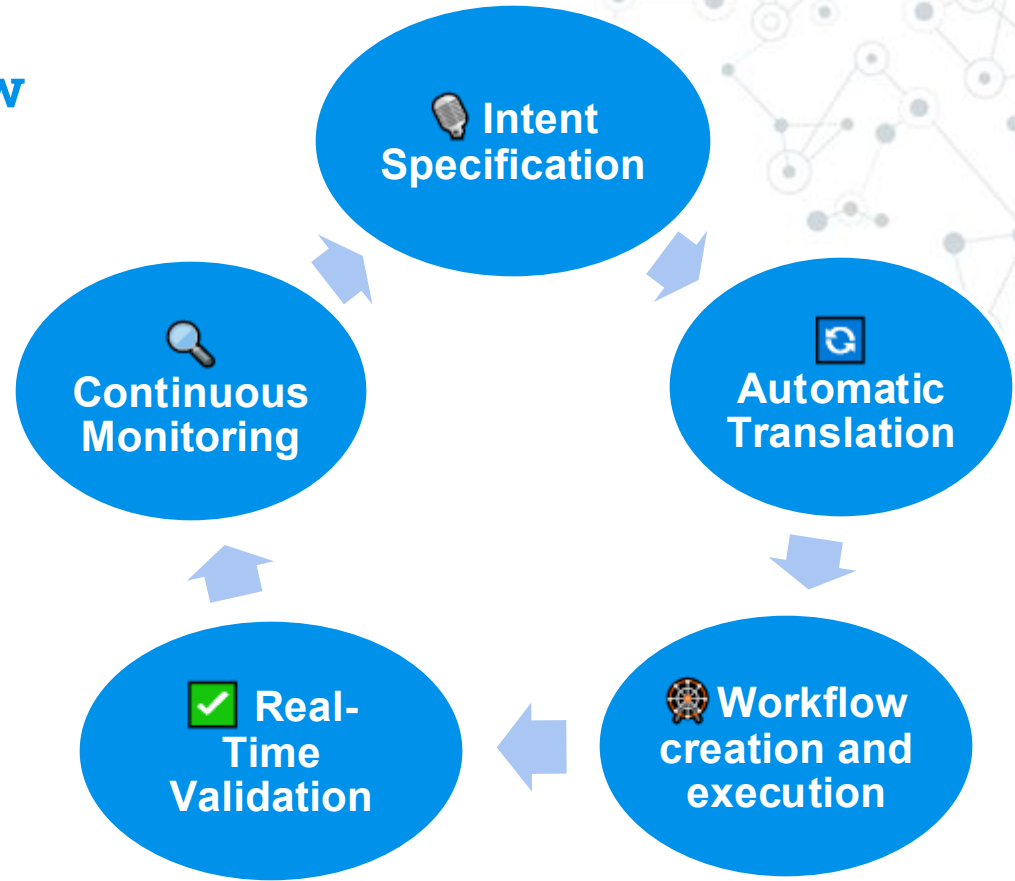 w
Intent
Specification
Automatic
Translation
Workflow
creation and
execution
Real-
Time
Validation
Continuous
Monitoring